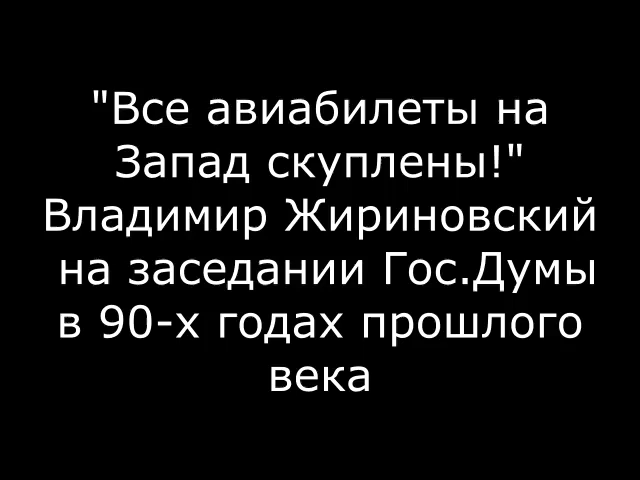 "Все авиабилеты на
Запад скуплены!"
Владимир Жириновский
на заседании Гос.Думы
в 90-х годах прошлого
века